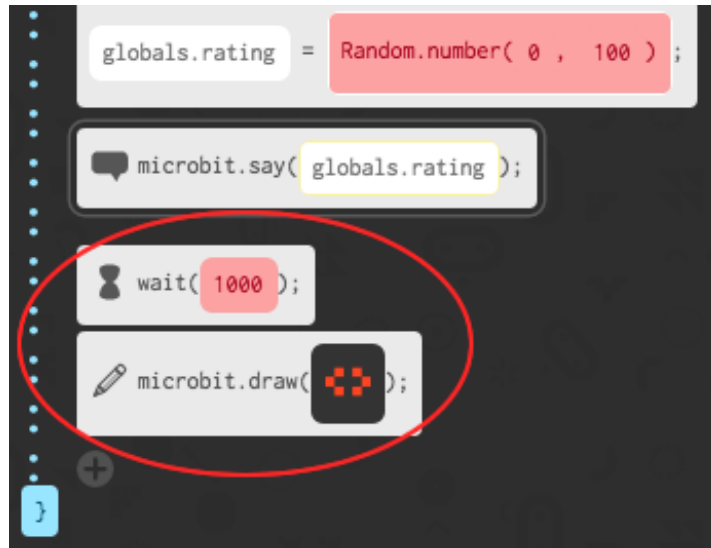 globals.rating = Random.number( 0 , 100 ) ;
microbit.say( globals.rating );
wait( 1000 );
microbit.draw( );
}